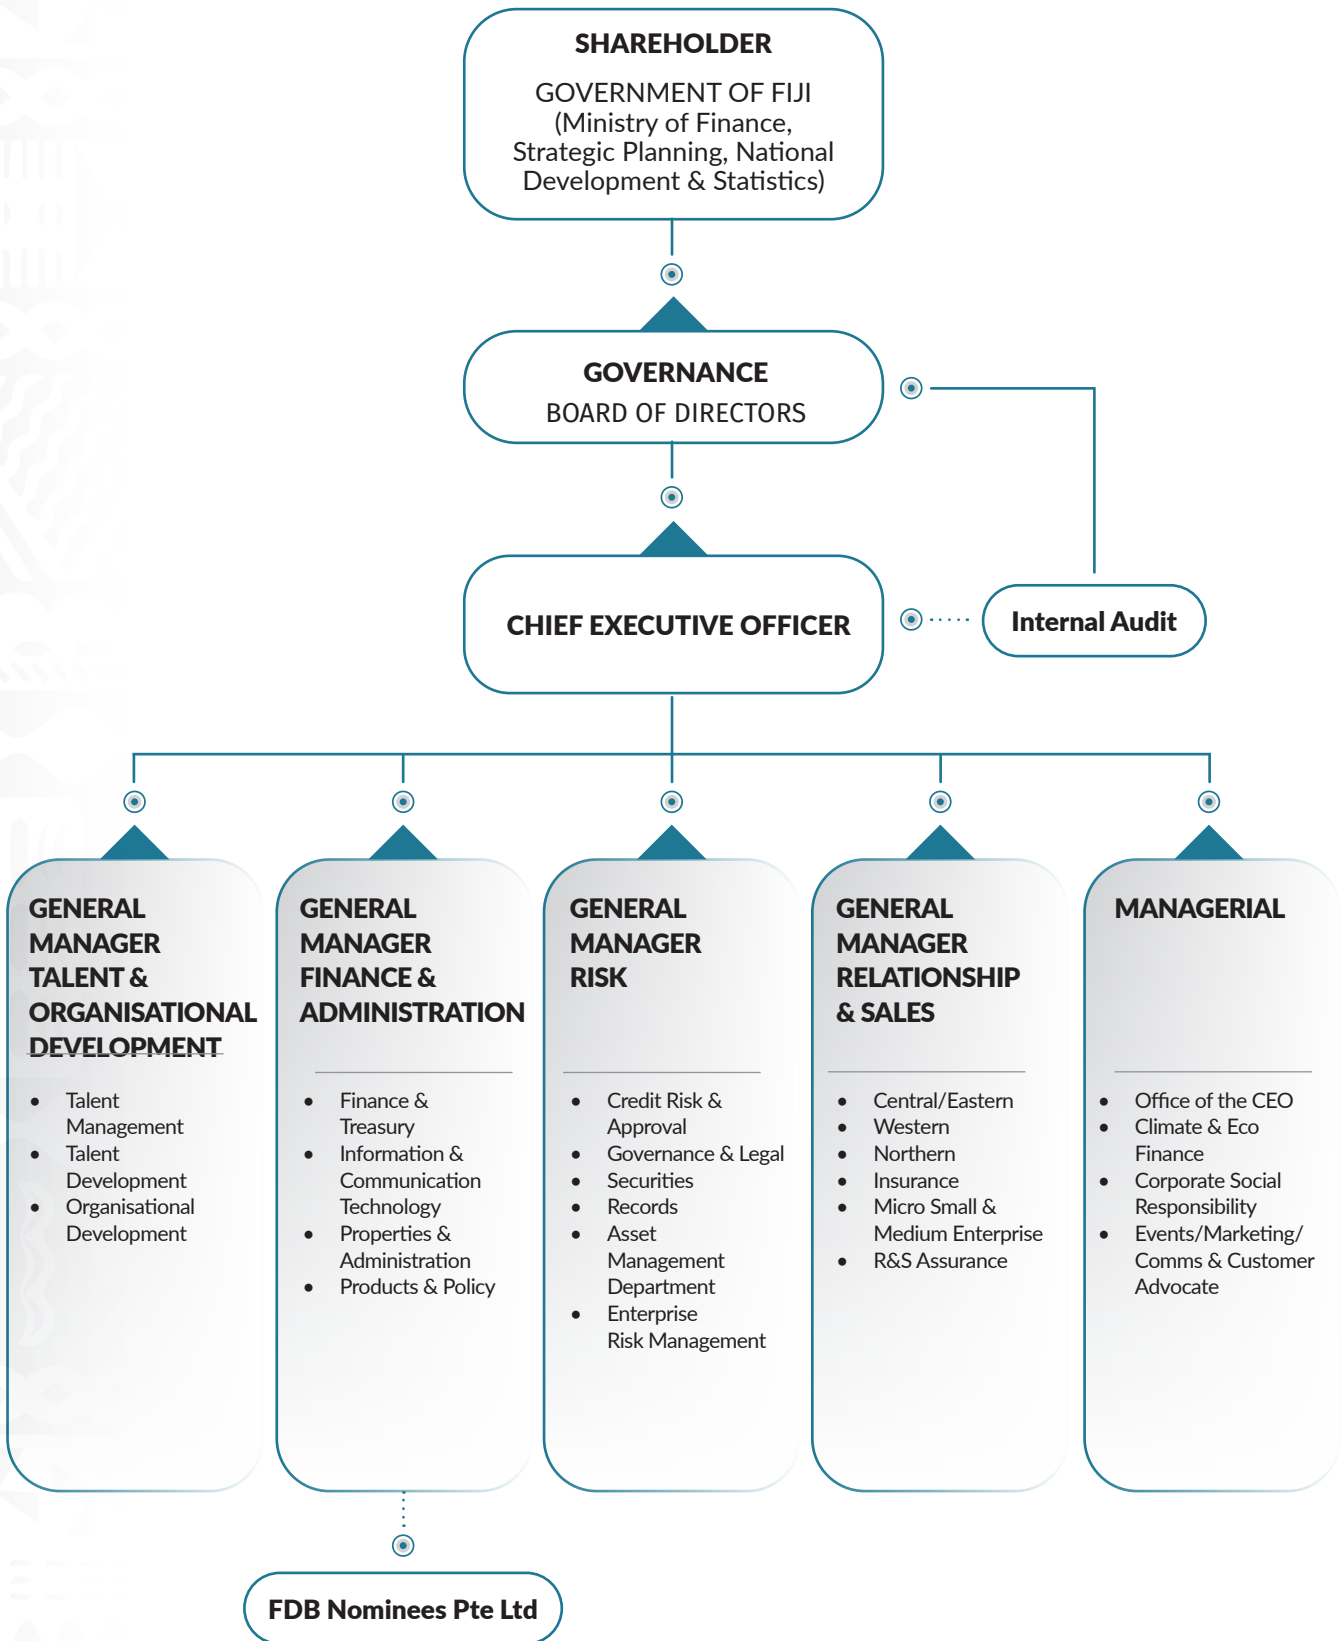 SHAREHOLDER
GOVERNMENT OF FIJI
(Ministry of Finance,
Strategic Planning, National
Development & Statistics)
GOVERNANCE
BOARD OF DIRECTORS
CHIEF EXECUTIVE OFFICER
Internal Audit
GENERAL
MANAGER
TALENT &
ORGANISATIONAL
DEVELOPMENT
• Talent
Management
• Talent
Development
• Organisational
Development
GENERAL
MANAGER
FINANCE &
ADMINISTRATION
• Finance &
Treasury
• Information &
Communication
Technology
• Properties &
Administration
• Products & Policy
GENERAL
MANAGER
RISK
• Credit Risk &
Approval
• Governance & Legal
• Securities
• Records
• Asset
Management
Department
• Enterprise
Risk Management
GENERAL
MANAGER
RELATIONSHIP
& SALES
• Central/Eastern
• Western
• Northern
• Insurance
• Micro Small &
Medium Enterprise
• R&S Assurance
MANAGERIAL
• Office of the CEO
• Climate & Eco
Finance
• Corporate Social
Responsibility
• Events/Marketing/
Comms & Customer
Advocate
FDB Nominees Pte Ltd